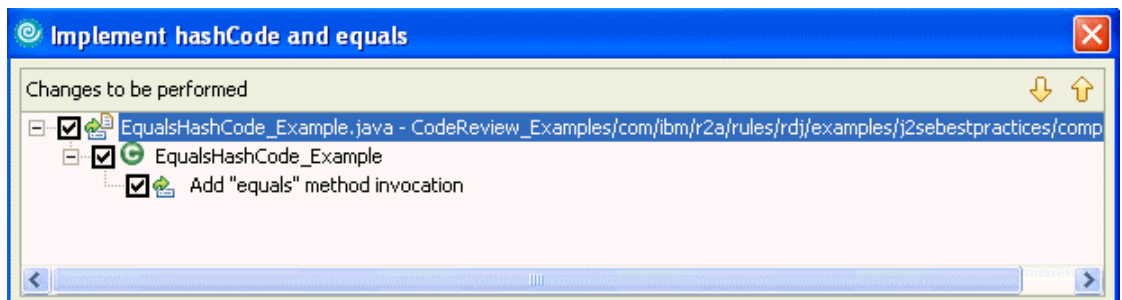 Implement hashCode and equals
Changes to be performed
EqualsHashCode_Example.java - CodeReview_Examples/com/ibm/r2a/rules/rdj/examples/j2sebestpractices/comp
EqualsHashCode_Example
Add "equals" method invocation